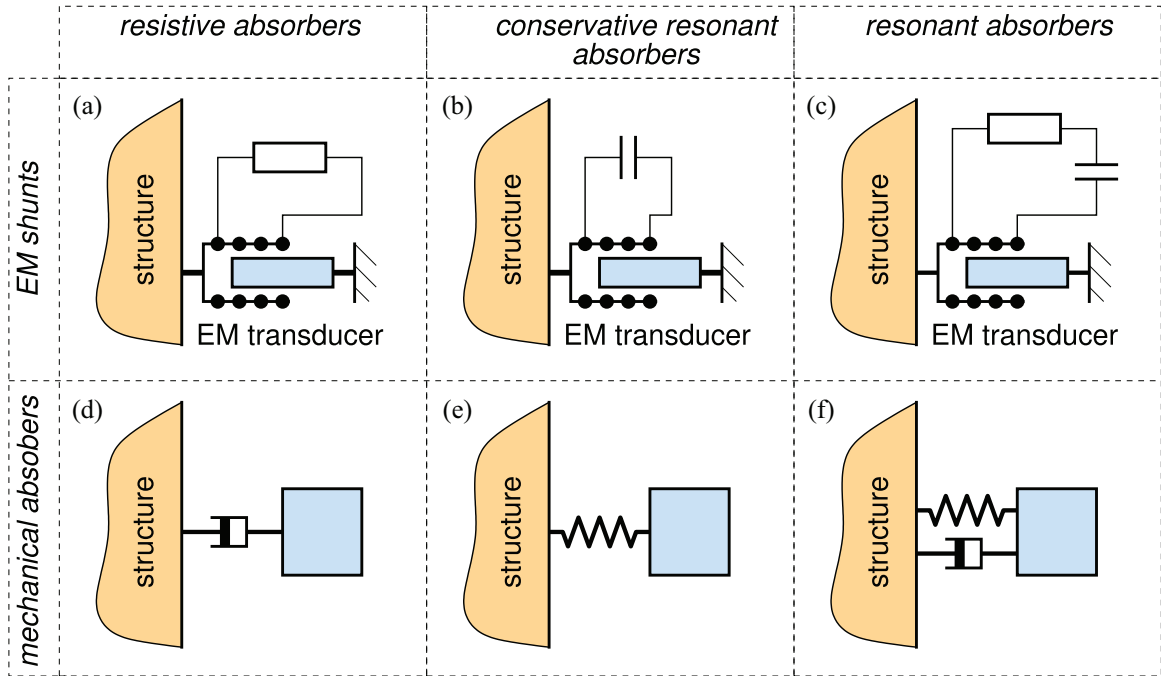 resistive absorbers
conservative resonant
absorbers
resonant absorbers
EM shunts
(a)
structure
EM transducer
(b)
structure
EM transducer
(c)
structure
EM transducer
mechanical absobers
(d)
structure
(e)
structure
(f)
structure